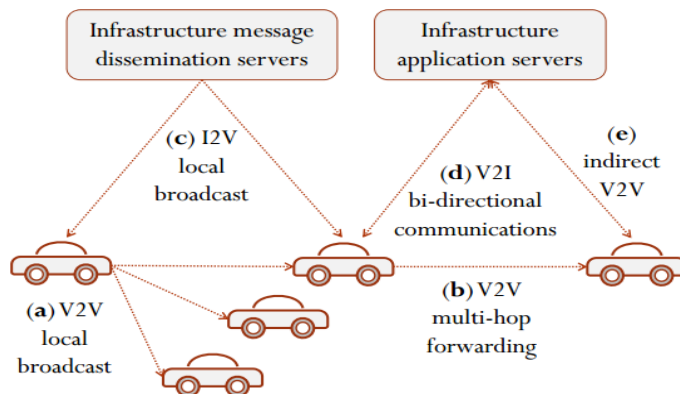 Infrastructure message
dissemination servers
Infrastructure
application servers
(c) I2V
local
broadcast
(d) V2I
bi-directional
communications
(e)
indirect
V2V
(a) V2V
local
broadcast
(b) V2V
multi-hop
forwarding